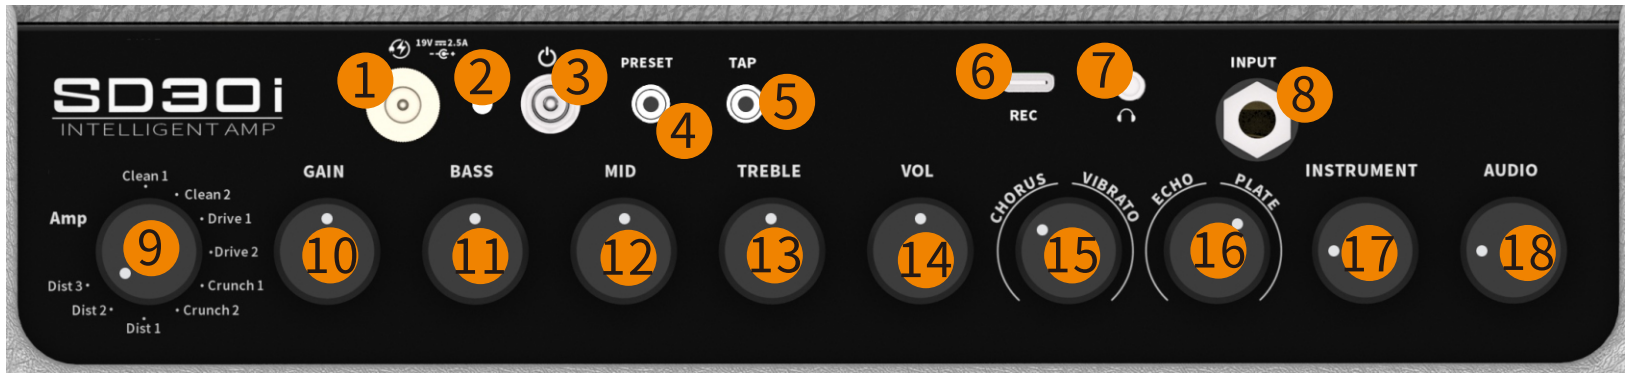 19V 2.5A
1
2
3
PRESET
4
TAP
5
6
REC
7
INPUT
8
SD30i
INTELLIGENT AMP
Amp
Clean 1
Clean 2
Drive 1
Drive 2
Crunch 1
Crunch 2
Dist 1
Dist 2
Dist 3
9
GAIN
10
BASS
11
MID
12
TREBLE
13
VOL
14
CHORUS VIBRATO
15
ECHO PLATE
16
INSTRUMENT
17
AUDIO
18